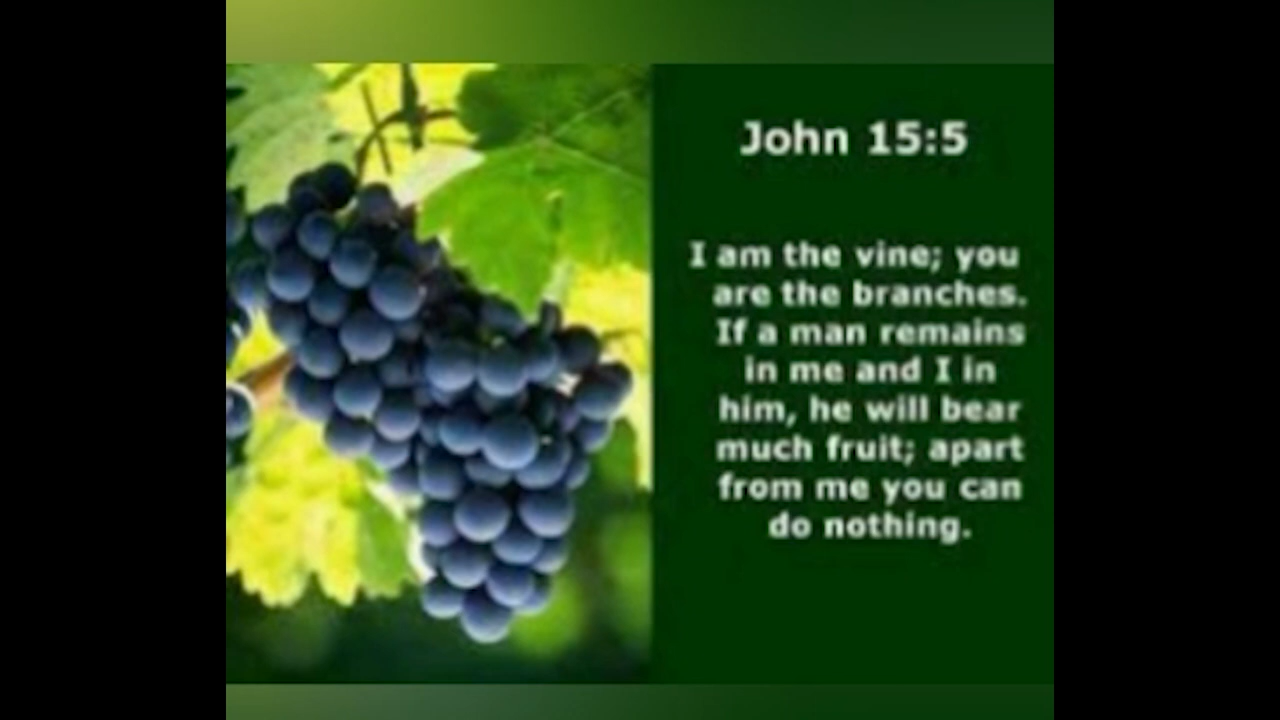 John 15:5
I am the vine; you
are the branches.
If a man remains
in me and I in
him, he will bear
much fruit; apart
from me you can
do nothing.